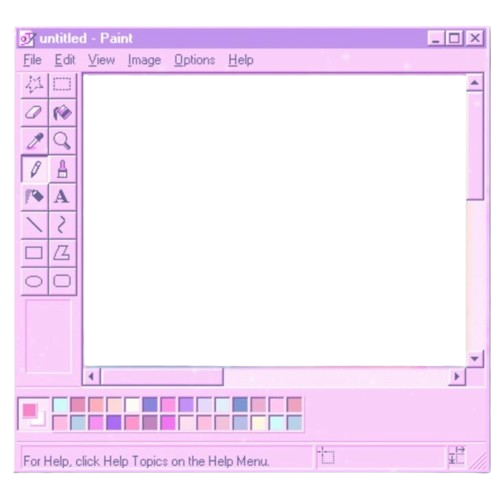 untitled - Paint
File Edit View Image Options Help
A
For Help, click Help Topics on the Help Menu.